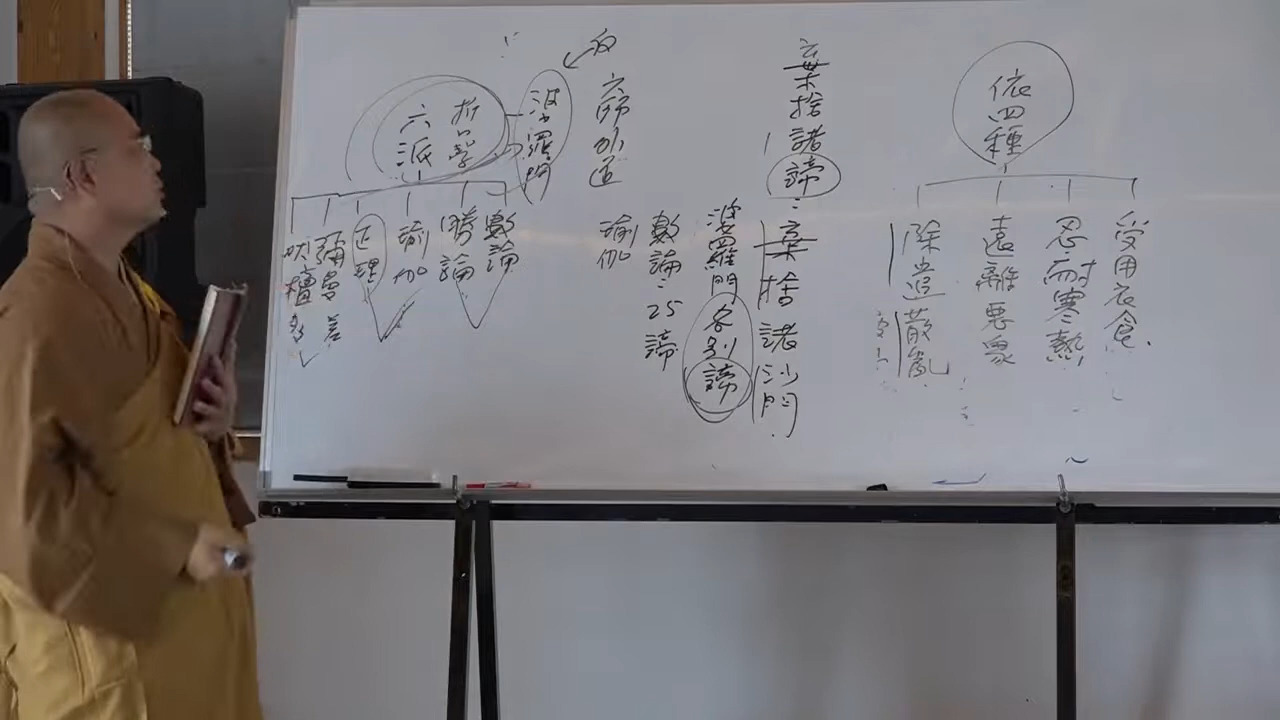 依四種
受用衣食
忍耐寒熱
遠離惡眾
除遣散亂
棄捨諸諦
棄捨諸沙門
婆羅門各別諦
數論:25諦
瑜伽
六師外道
反
婆羅門
哲學
六派
數論
勝論
瑜伽
正理
彌曼差
吠檀多